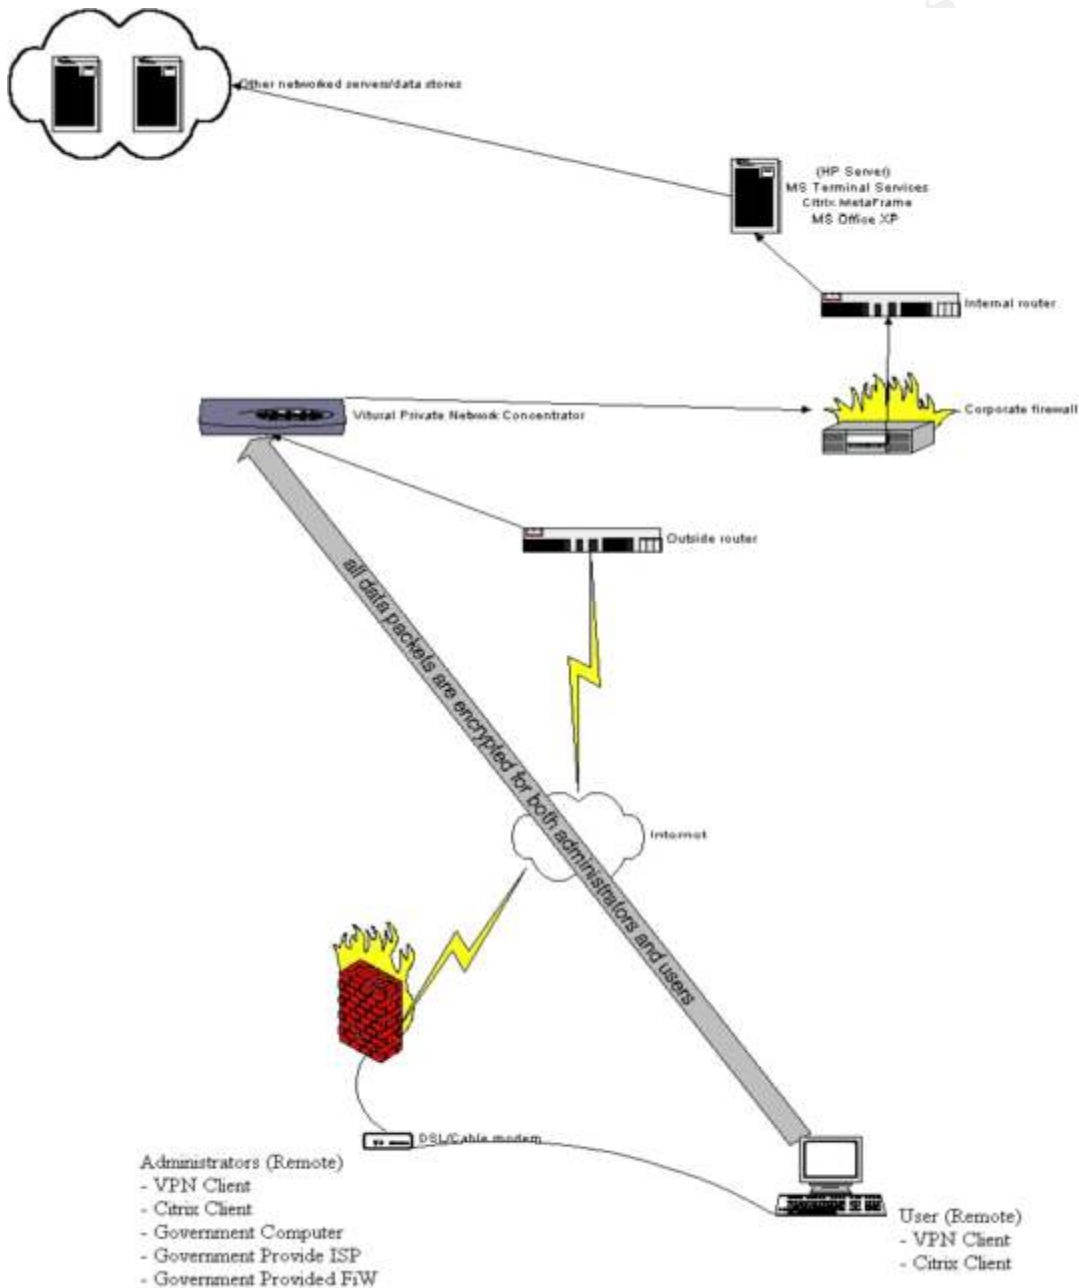 Other networked servers/data stores
(HP Server)
MS Terminal Services
Citrix MetaFrame
MS Office XP
Internal router
Vitural Private Network Concentrator
Corporate firewall
Outside router
all data packets are encrypted for both administrators and users
Internet
DSL/Cable modem
Administrators (Remote)
- VPN Client
- Citrix Client
- Government Computer
- Government Provide ISP
- Government Provided F/W
User (Remote)
- VPN Client
- Citrix Client